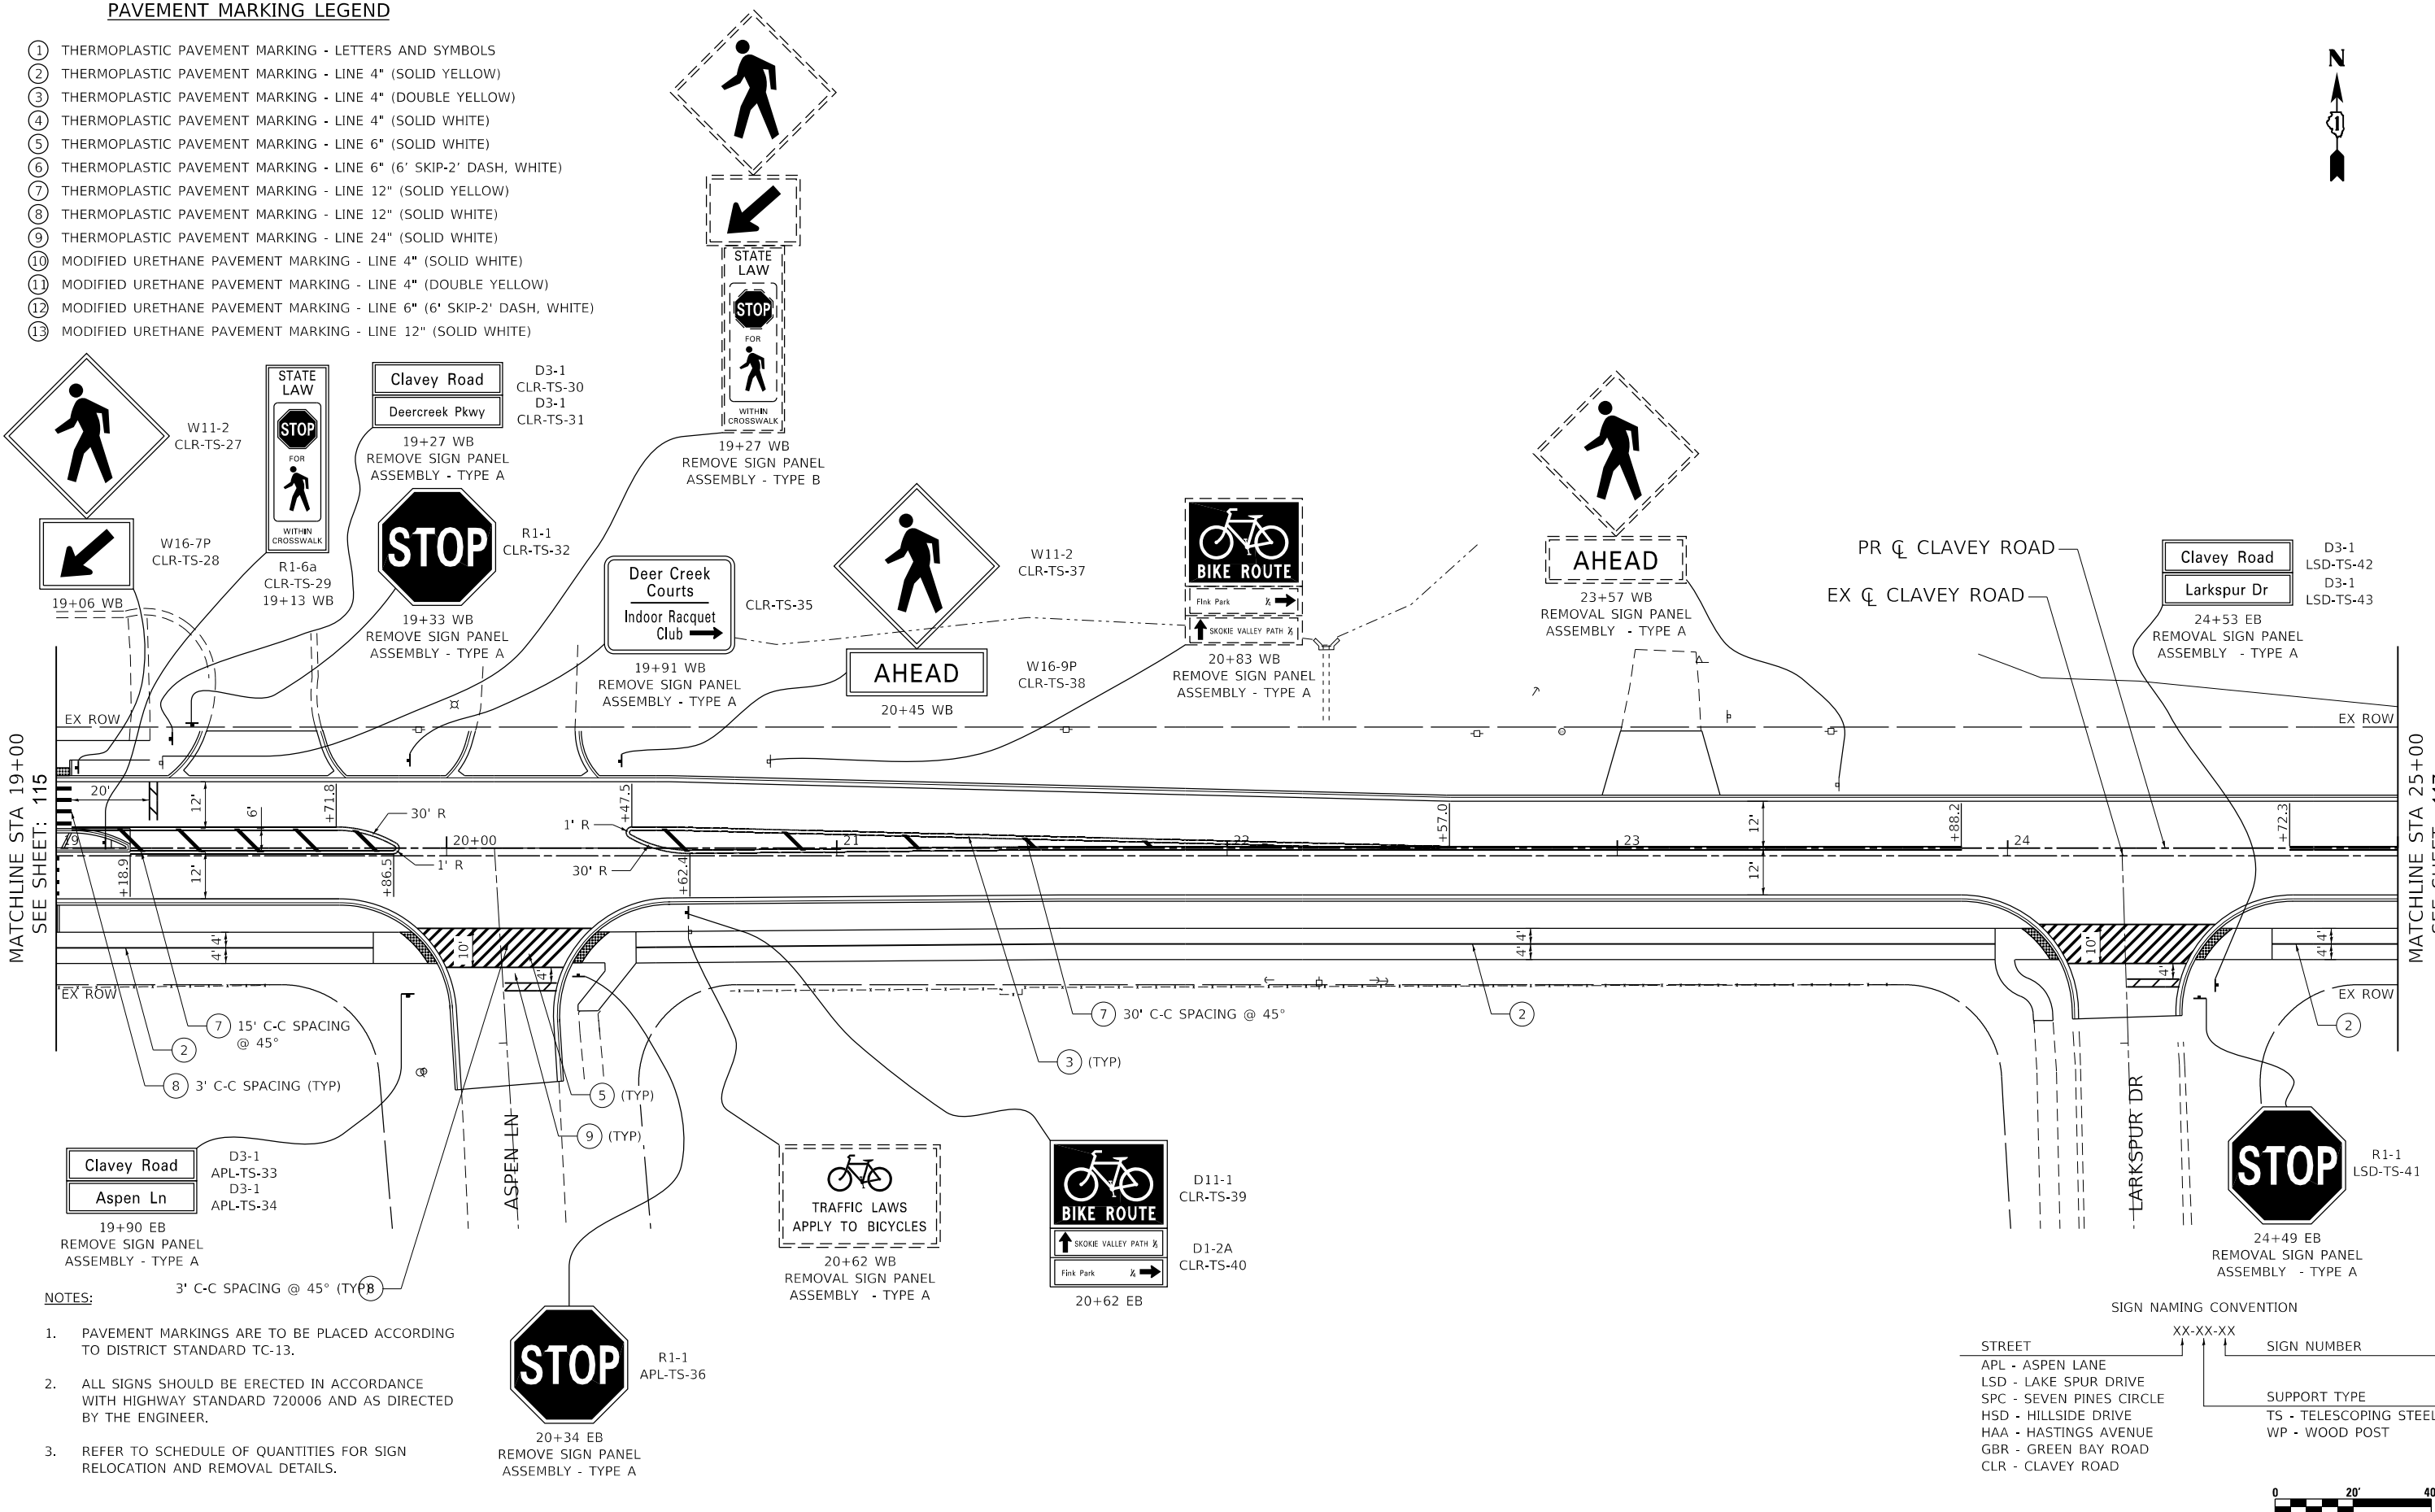 PAVEMENT MARKING LEGEND
1 THERMOPLASTIC PAVEMENT MARKING - LETTERS AND SYMBOLS
2 THERMOPLASTIC PAVEMENT MARKING - LINE 4" (SOLID YELLOW)
3 THERMOPLASTIC PAVEMENT MARKING - LINE 4" (DOUBLE YELLOW)
4 THERMOPLASTIC PAVEMENT MARKING - LINE 4" (SOLID WHITE)
5 THERMOPLASTIC PAVEMENT MARKING - LINE 6" (SOLID WHITE)
6 THERMOPLASTIC PAVEMENT MARKING - LINE 6" (6' SKIP-2' DASH, WHITE)
7 THERMOPLASTIC PAVEMENT MARKING - LINE 12" (SOLID YELLOW)
8 THERMOPLASTIC PAVEMENT MARKING - LINE 12" (SOLID WHITE)
9 THERMOPLASTIC PAVEMENT MARKING - LINE 24" (SOLID WHITE)
10 MODIFIED URETHANE PAVEMENT MARKING - LINE 4" (SOLID WHITE)
11 MODIFIED URETHANE PAVEMENT MARKING - LINE 4" (DOUBLE YELLOW)
12 MODIFIED URETHANE PAVEMENT MARKING - LINE 6" (6' SKIP-2' DASH, WHITE)
13 MODIFIED URETHANE PAVEMENT MARKING - LINE 12" (SOLID WHITE)
N
W11-2
CLR-TS-27
W16-7P
CLR-TS-28
19+06 WB
STATE
LAW
STOP
FOR
WITHIN
CROSSWALK
R1-6a
CLR-TS-29
19+13 WB
Clavey Road
Deercreek Pkwy
D3-1
CLR-TS-30
D3-1
CLR-TS-31
19+27 WB
REMOVE SIGN PANEL
ASSEMBLY - TYPE A
STOP
R1-1
CLR-TS-32
19+33 WB
REMOVE SIGN PANEL
ASSEMBLY - TYPE A
STATE
LAW
STOP
FOR
WITHIN
CROSSWALK
19+27 WB
REMOVE SIGN PANEL
ASSEMBLY - TYPE B
Deer Creek
Courts
Indoor Racquet
Club
CLR-TS-35
19+91 WB
REMOVE SIGN PANEL
ASSEMBLY - TYPE A
W11-2
CLR-TS-37
AHEAD
W16-9P
CLR-TS-38
20+45 WB
BIKE ROUTE
Fink Park ¼
SKOKIE VALLEY PATH ½
20+83 WB
REMOVE SIGN PANEL
ASSEMBLY - TYPE A
AHEAD
23+57 WB
REMOVAL SIGN PANEL
ASSEMBLY - TYPE A
PR ℄ CLAVEY ROAD
EX ℄ CLAVEY ROAD
Clavey Road
Larkspur Dr
D3-1
LSD-TS-42
D3-1
LSD-TS-43
24+53 EB
REMOVAL SIGN PANEL
ASSEMBLY - TYPE A
MATCHLINE STA 19+00
SEE SHEET: 115
MATCHLINE STA 25+00
EX ROW
EX ROW
20'
12'
6'
+71.8
30' R
1' R
+47.5
+57.0
12'
+88.2
+72.3
19
20+00
21
22
23
24
+18.9
12'
+86.5
1' R
30' R
+62.4
12'
4' 4'
10'
4'
4' 4'
10'
4'
4' 4'
EX ROW
EX ROW
7 15' C-C SPACING
@ 45°
2
8 3' C-C SPACING (TYP)
7 30' C-C SPACING @ 45°
3 (TYP)
2
2
5 (TYP)
9 (TYP)
ASPEN LN
LARKSPUR DR
Clavey Road
Aspen Ln
D3-1
APL-TS-33
D3-1
APL-TS-34
19+90 EB
REMOVE SIGN PANEL
ASSEMBLY - TYPE A
3' C-C SPACING @ 45° (TYP) 8
TRAFFIC LAWS
APPLY TO BICYCLES
20+62 WB
REMOVAL SIGN PANEL
ASSEMBLY - TYPE A
BIKE ROUTE
SKOKIE VALLEY PATH ½
Fink Park ¼
D11-1
CLR-TS-39
D1-2A
CLR-TS-40
20+62 EB
STOP
R1-1
LSD-TS-41
24+49 EB
REMOVAL SIGN PANEL
ASSEMBLY - TYPE A
STOP
R1-1
APL-TS-36
20+34 EB
REMOVE SIGN PANEL
ASSEMBLY - TYPE A
NOTES:
1. PAVEMENT MARKINGS ARE TO BE PLACED ACCORDING
TO DISTRICT STANDARD TC-13.
2. ALL SIGNS SHOULD BE ERECTED IN ACCORDANCE
WITH HIGHWAY STANDARD 720006 AND AS DIRECTED
BY THE ENGINEER.
3. REFER TO SCHEDULE OF QUANTITIES FOR SIGN
RELOCATION AND REMOVAL DETAILS.
SIGN NAMING CONVENTION
XX-XX-XX
STREET
SIGN NUMBER
APL - ASPEN LANE
LSD - LAKE SPUR DRIVE
SPC - SEVEN PINES CIRCLE
HSD - HILLSIDE DRIVE
HAA - HASTINGS AVENUE
GBR - GREEN BAY ROAD
CLR - CLAVEY ROAD
SUPPORT TYPE
TS - TELESCOPING STEEL
WP - WOOD POST
0 20' 40'